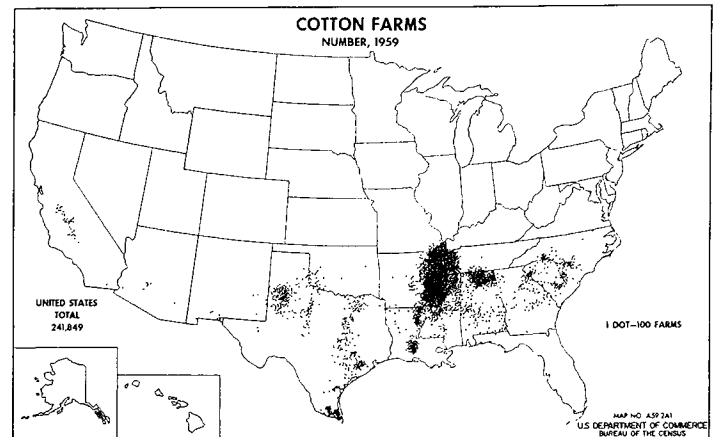 COTTON FARMS
NUMBER, 1959
UNITED STATES
TOTAL
241,849
1 DOT—100 FARMS
MAP NO. A59 2A1
U.S. DEPARTMENT OF COMMERCE
BUREAU OF THE CENSUS